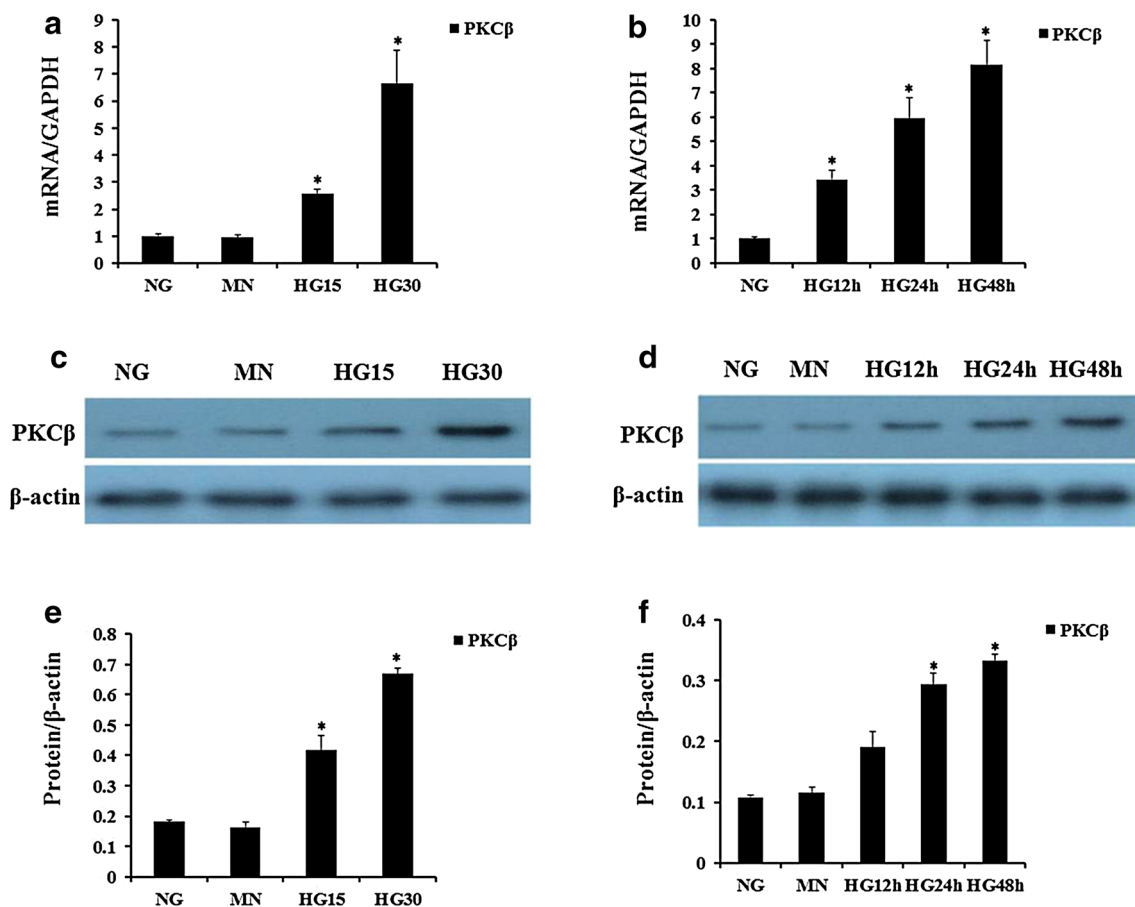 a
mRNA/GAPDH
9
8
7
6
5
4
3
2
1
0
* *
NG MN HG15 HG30
PKCβ
b
mRNA/GAPDH
10
9
8
7
6
5
4
3
2
1
0
* * *
NG HG12h HG24h HG48h
PKCβ
c
NG MN HG15 HG30
PKCβ
β-actin
d
NG MN HG12h HG24h HG48h
PKCβ
β-actin
e
Protein/β-actin
0.8
0.7
0.6
0.5
0.4
0.3
0.2
0.1
0
* *
NG MN HG15 HG30
PKCβ
f
Protein/β-actin
0.4
0.3
0.2
0.1
0
* *
NG MN HG12h HG24h HG48h
PKCβ